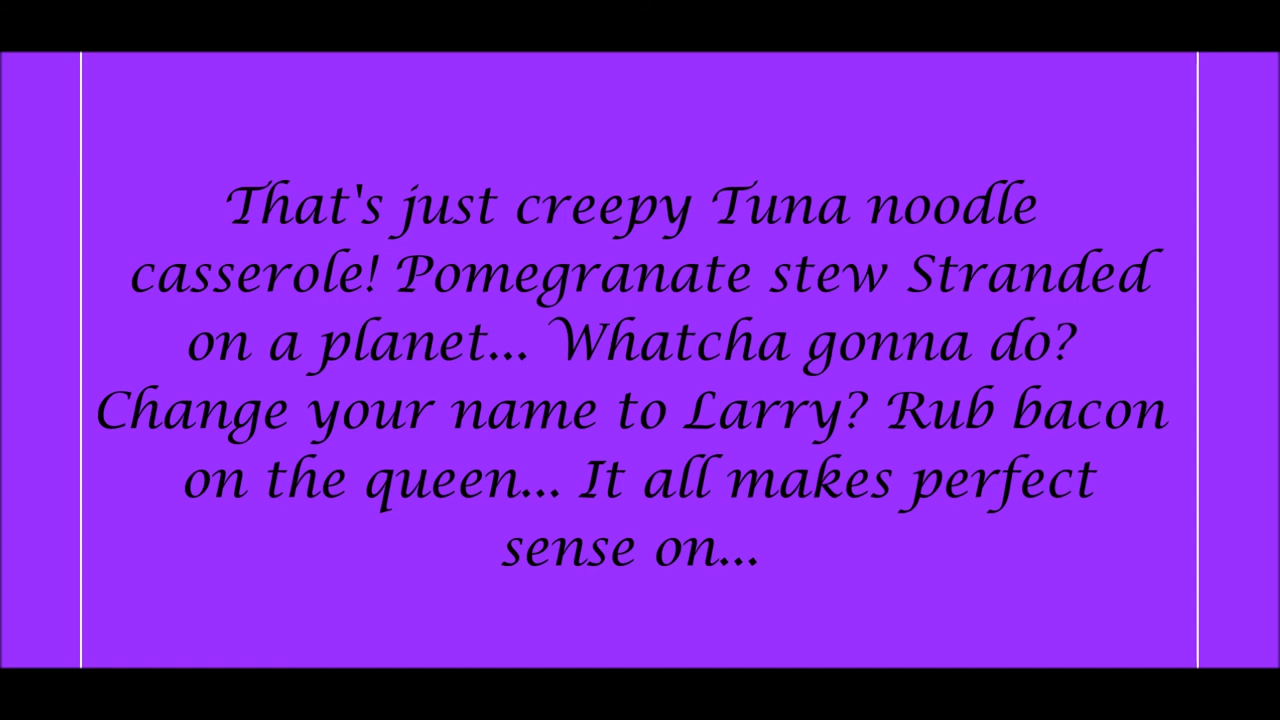 That's just creepy Tuna noodle
casserole! Pomegranate stew Stranded
on a planet... Whatcha gonna do?
Change your name to Larry? Rub bacon
on the queen... It all makes perfect
sense on...